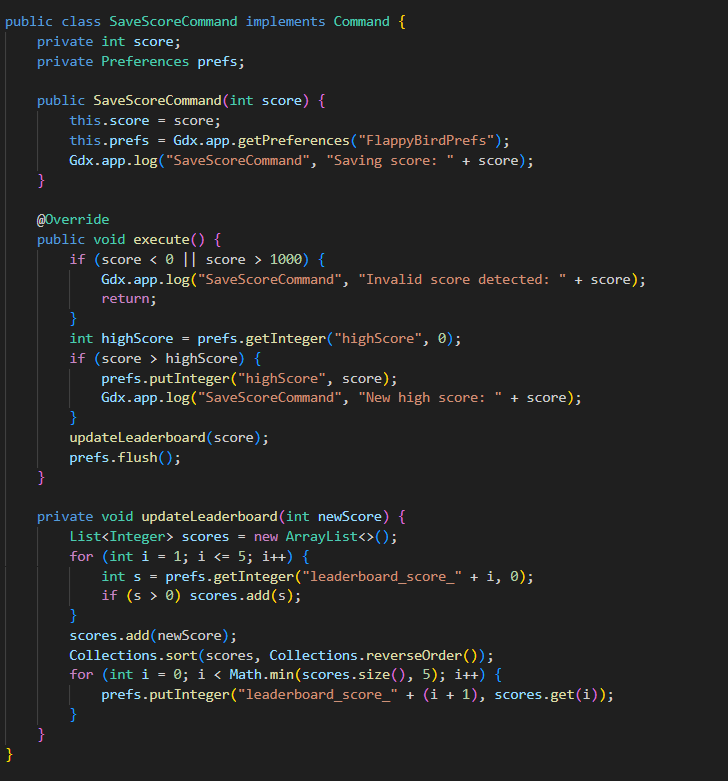 public class SaveScoreCommand implements Command {
    private int score;
    private Preferences prefs;

    public SaveScoreCommand(int score) {
        this.score = score;
        this.prefs = Gdx.app.getPreferences("FlappyBirdPrefs");
        Gdx.app.log("SaveScoreCommand", "Saving score: " + score);
    }

    @Override
    public void execute() {
        if (score < 0 || score > 1000) {
            Gdx.app.log("SaveScoreCommand", "Invalid score detected: " + score);
            return;
        }
        int highScore = prefs.getInteger("highScore", 0);
        if (score > highScore) {
            prefs.putInteger("highScore", score);
            Gdx.app.log("SaveScoreCommand", "New high score: " + score);
        }
        updateLeaderboard(score);
        prefs.flush();
    }

    private void updateLeaderboard(int newScore) {
        List<Integer> scores = new ArrayList<>();
        for (int i = 1; i <= 5; i++) {
            int s = prefs.getInteger("leaderboard_score_" + i, 0);
            if (s > 0) scores.add(s);
        }
        scores.add(newScore);
        Collections.sort(scores, Collections.reverseOrder());
        for (int i = 0; i < Math.min(scores.size(), 5); i++) {
            prefs.putInteger("leaderboard_score_" + (i + 1), scores.get(i));
        }
    }
}